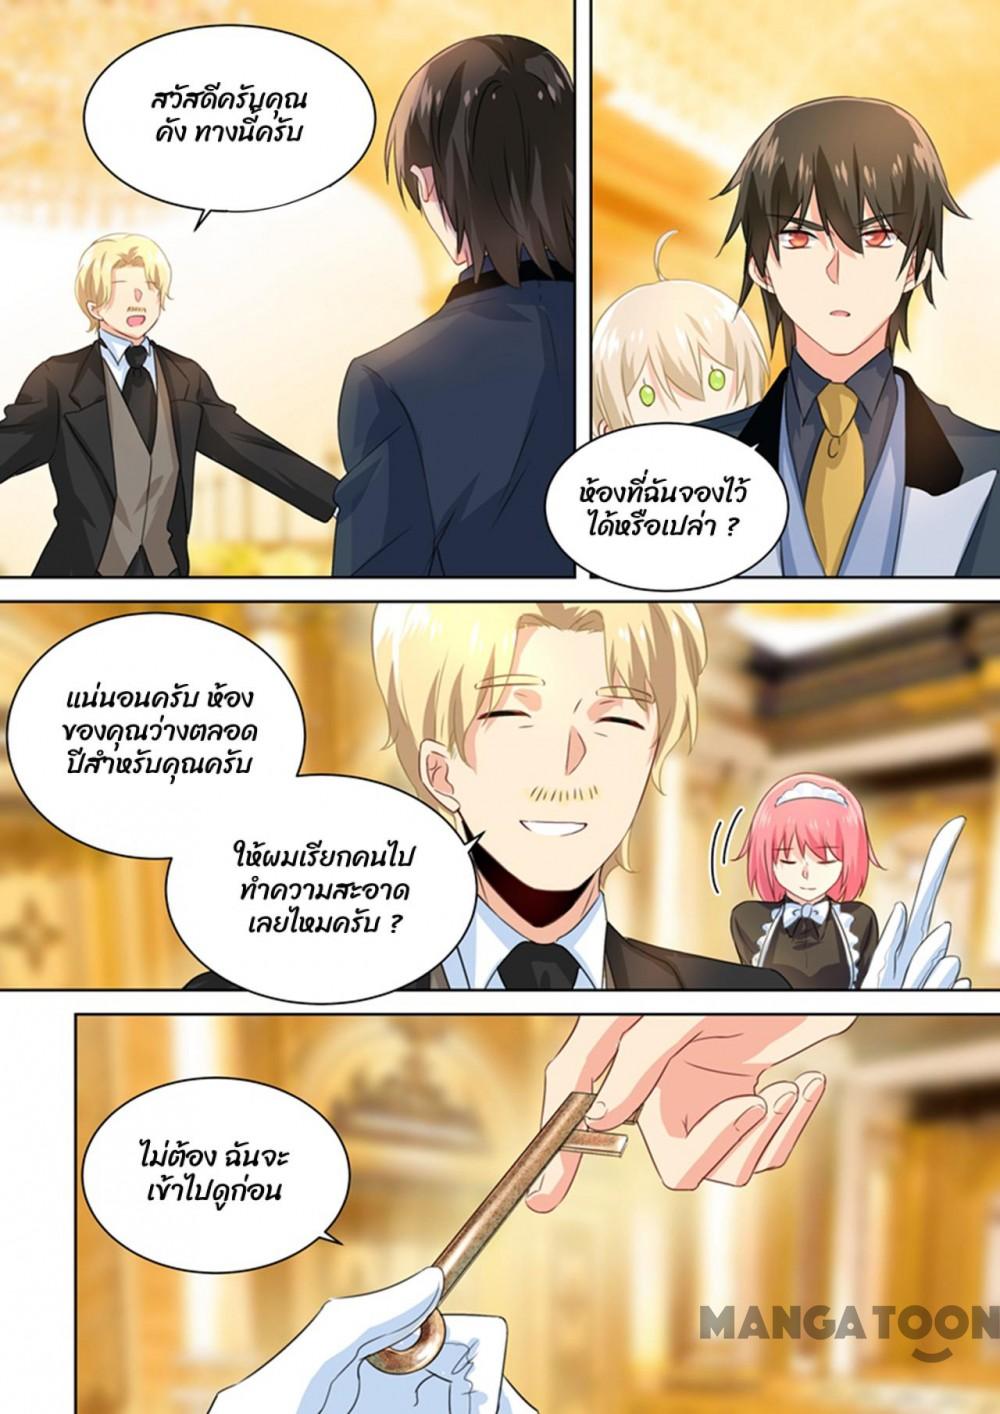 สวัสดีครับคุณ
คัง ทางนี้ครับ
ห้องที่ฉันจองไว้
ได้หรือเปล่า ?
แน่นอนครับ ห้อง
ของคุณว่างตลอด
ปีสำหรับคุณครับ
ให้ผมเรียกคนไป
ทำความสะอาด
เลยไหมครับ ?
ไม่ต้อง ฉันจะ
เข้าไปดูก่อน
MANGATOON